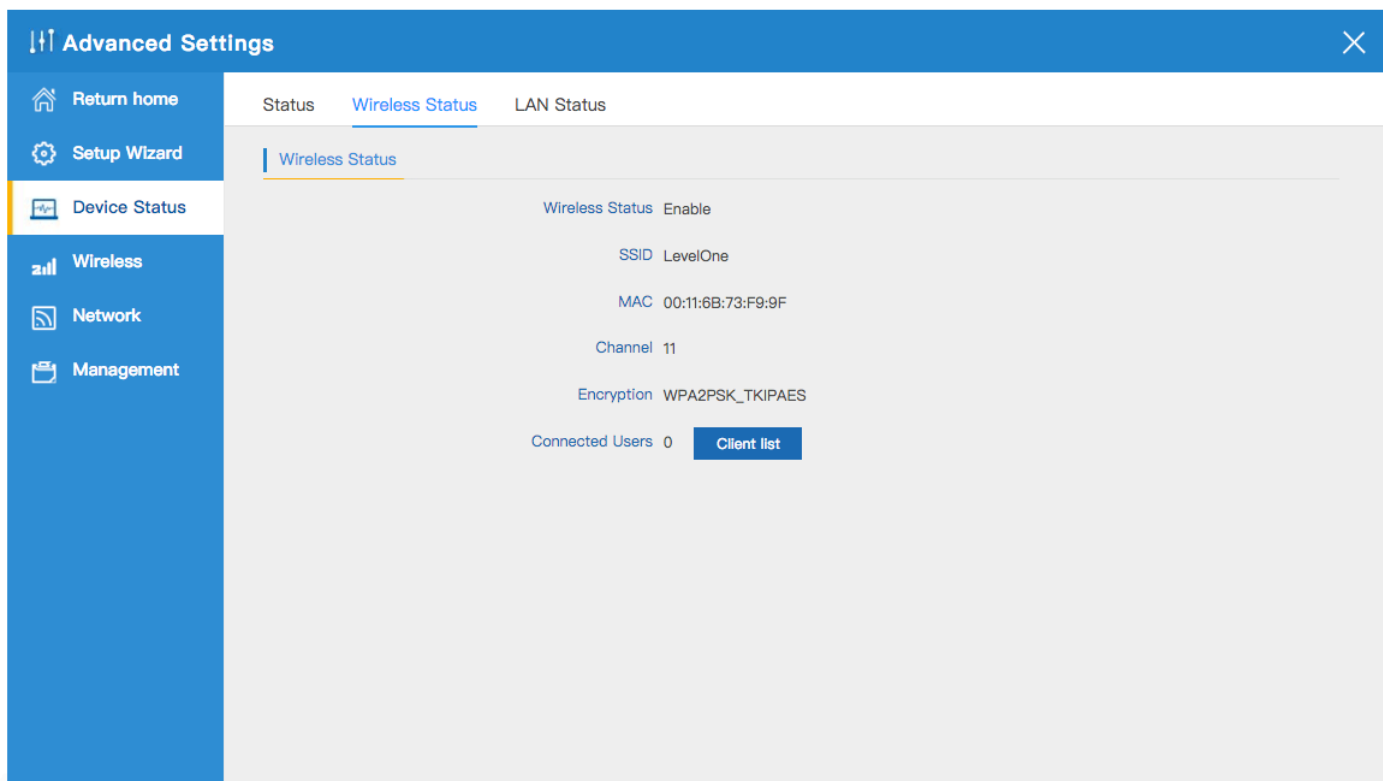 Advanced Settings
Return home
Setup Wizard
Device Status
Wireless
Network
Management
Status Wireless Status LAN Status
Wireless Status
Wireless Status Enable
SSID LevelOne
MAC 00:11:6B:73:F9:9F
Channel 11
Encryption WPA2PSK_TKIPAES
Connected Users 0 Client list